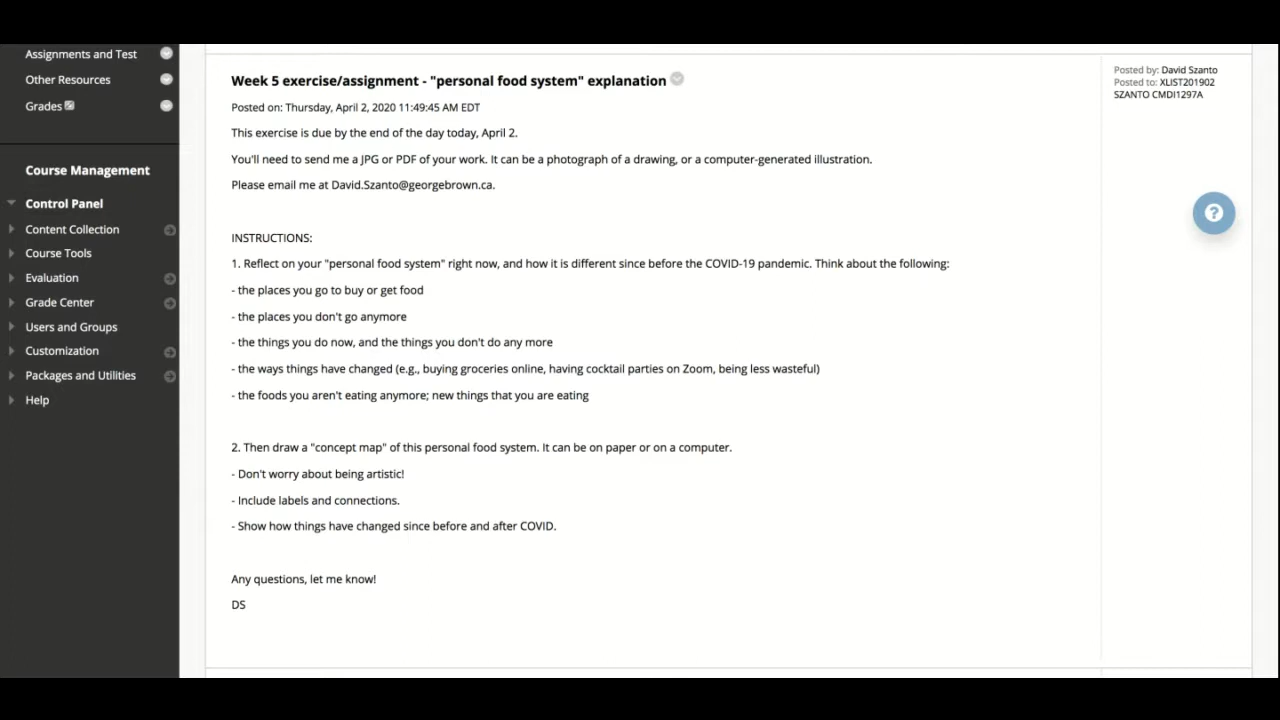 Assignments and Test
Other Resources
Grades
Course Management
Control Panel
Content Collection
Course Tools
Evaluation
Grade Center
Users and Groups
Customization
Packages and Utilities
Help
Week 5 exercise/assignment - "personal food system" explanation
Posted on: Thursday, April 2, 2020 11:49:45 AM EDT
This exercise is due by the end of the day today, April 2.
You'll need to send me a JPG or PDF of your work. It can be a photograph of a drawing, or a computer-generated illustration.
Please email me at David.Szanto@georgebrown.ca.
INSTRUCTIONS:
1. Reflect on your "personal food system" right now, and how it is different since before the COVID-19 pandemic. Think about the following:
- the places you go to buy or get food
- the places you don't go anymore
- the things you do now, and the things you don't do any more
- the ways things have changed (e.g., buying groceries online, having cocktail parties on Zoom, being less wasteful)
- the foods you aren't eating anymore; new things that you are eating
2. Then draw a "concept map" of this personal food system. It can be on paper or on a computer.
- Don't worry about being artistic!
- Include labels and connections.
- Show how things have changed since before and after COVID.
Any questions, let me know!
DS
Posted by: David Szanto
Posted to: XLIST201902
SZANTO CMDI1297A
?